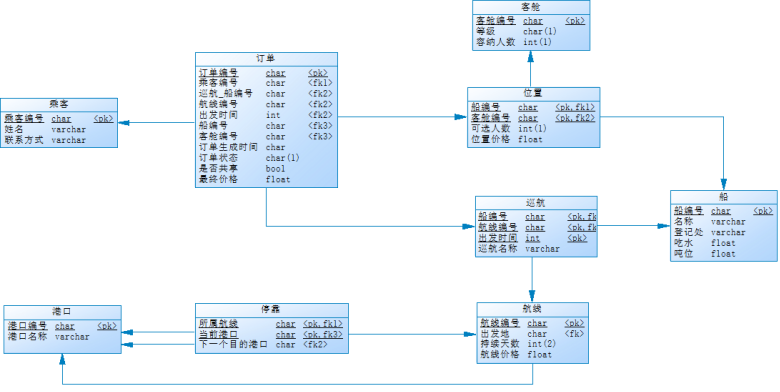 客舱
客舱编号 char <pk>
等级 char(1)
容纳人数 int(1)
订单
订单编号 char <pk>
乘客编号 char <fk1>
巡航_船编号 char <fk2>
航线编号 char <fk2>
出发时间 int <fk2>
船编号 char <fk3>
客舱编号 char <fk3>
订单生成时间 char
订单状态 char(1)
是否共享 bool
最终价格 float
位置
船编号 char <pk,fk1>
客舱编号 char <pk,fk2>
可选人数 int(1)
位置价格 float
乘客
乘客编号 char <pk>
姓名 varchar
联系方式 varchar
巡航
船编号 char <pk,fk
航线编号 char <pk,fk
出发时间 int <pk>
巡航名称 varchar
船
船编号 char <pk>
名称 varchar
登记处 varchar
吃水 float
吨位 float
港口
港口编号 char <pk>
港口名称 varchar
停靠
所属航线 char <pk,fk1>
当前港口 char <pk,fk3>
下一个目的港口 char <fk2>
航线
航线编号 char <pk>
出发地 char <fk>
持续天数 int(2)
航线价格 float